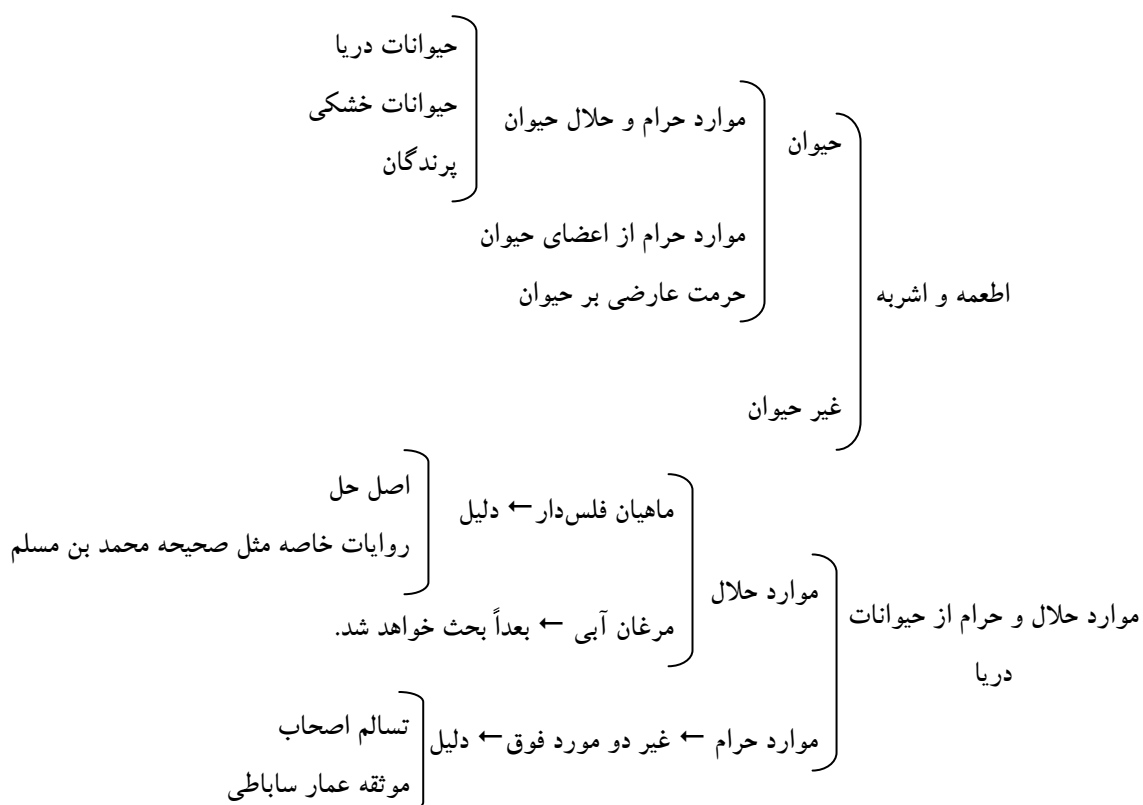 حیوانات دریا
حیوانات خشکی
موارد حرام و حلال حیوان
حیوان
پرندگان
موارد حرام از اعضای حیوان
حرمت عارضی بر حیوان
اطعمه و اشربه
غیر حیوان
اصل حل
ماهیان فلس‌دار ← دلیل
روایات خاصه مثل صحیحه محمد بن مسلم
موارد حلال
موارد حلال و حرام از حیوانات
دریا
مرغان آبی ← بعداً بحث خواهد شد.
تسالم اصحاب
موارد حرام ← غیر دو مورد فوق ← دلیل
موثقه عمار ساباطی